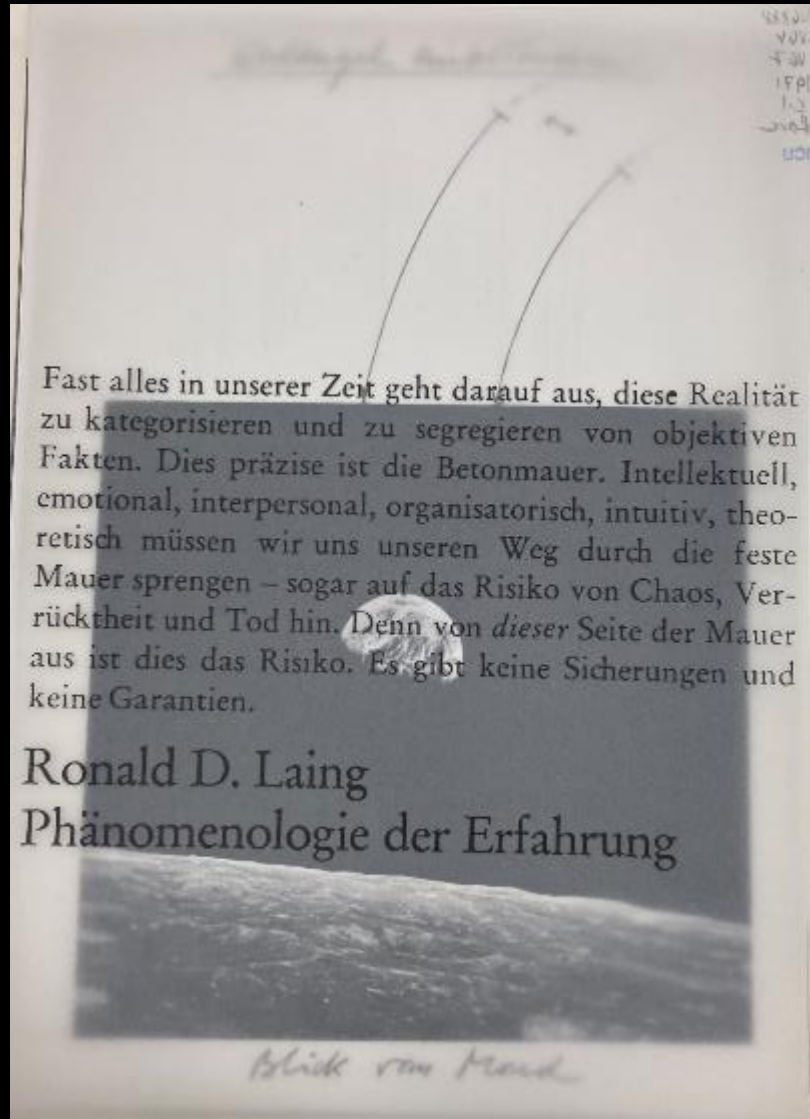 Fast alles in unserer Zeit geht darauf aus, diese Realität
zu kategorisieren und zu segregieren von objektiven
Fakten. Dies präzise ist die Betonmauer. Intellektuell,
emotional, interpersonal, organisatorisch, intuitiv, theo-
retisch müssen wir uns unseren Weg durch die feste
Mauer sprengen – sogar auf das Risiko von Chaos, Ver-
rücktheit und Tod hin. Denn von dieser Seite der Mauer
aus ist dies das Risiko. Es gibt keine Sicherungen und
keine Garantien.
Ronald D. Laing
Phänomenologie der Erfahrung
Blick vom Mond